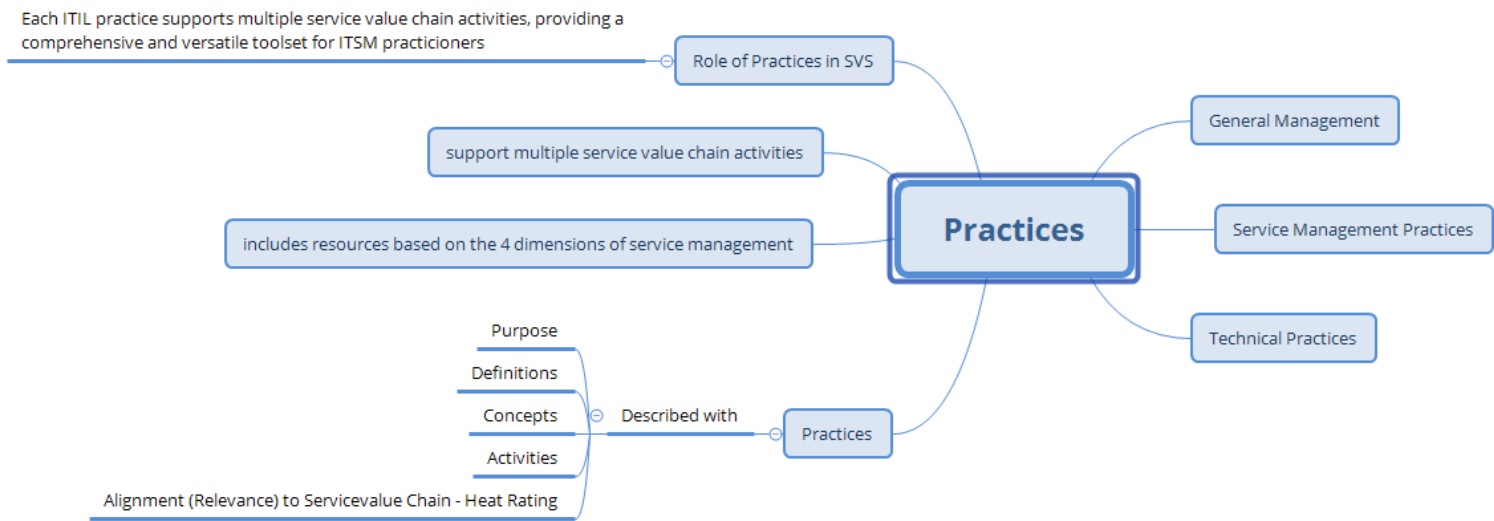 Each ITIL practice supports multiple service value chain activities, providing a
comprehensive and versatile toolset for ITSM practicioners
Role of Practices in SVS
General Management
support multiple service value chain activities
Practices
Service Management Practices
includes resources based on the 4 dimensions of service management
Technical Practices
Purpose
Definitions
Concepts
Described with
Practices
Activities
Alignment (Relevance) to Servicevalue Chain - Heat Rating